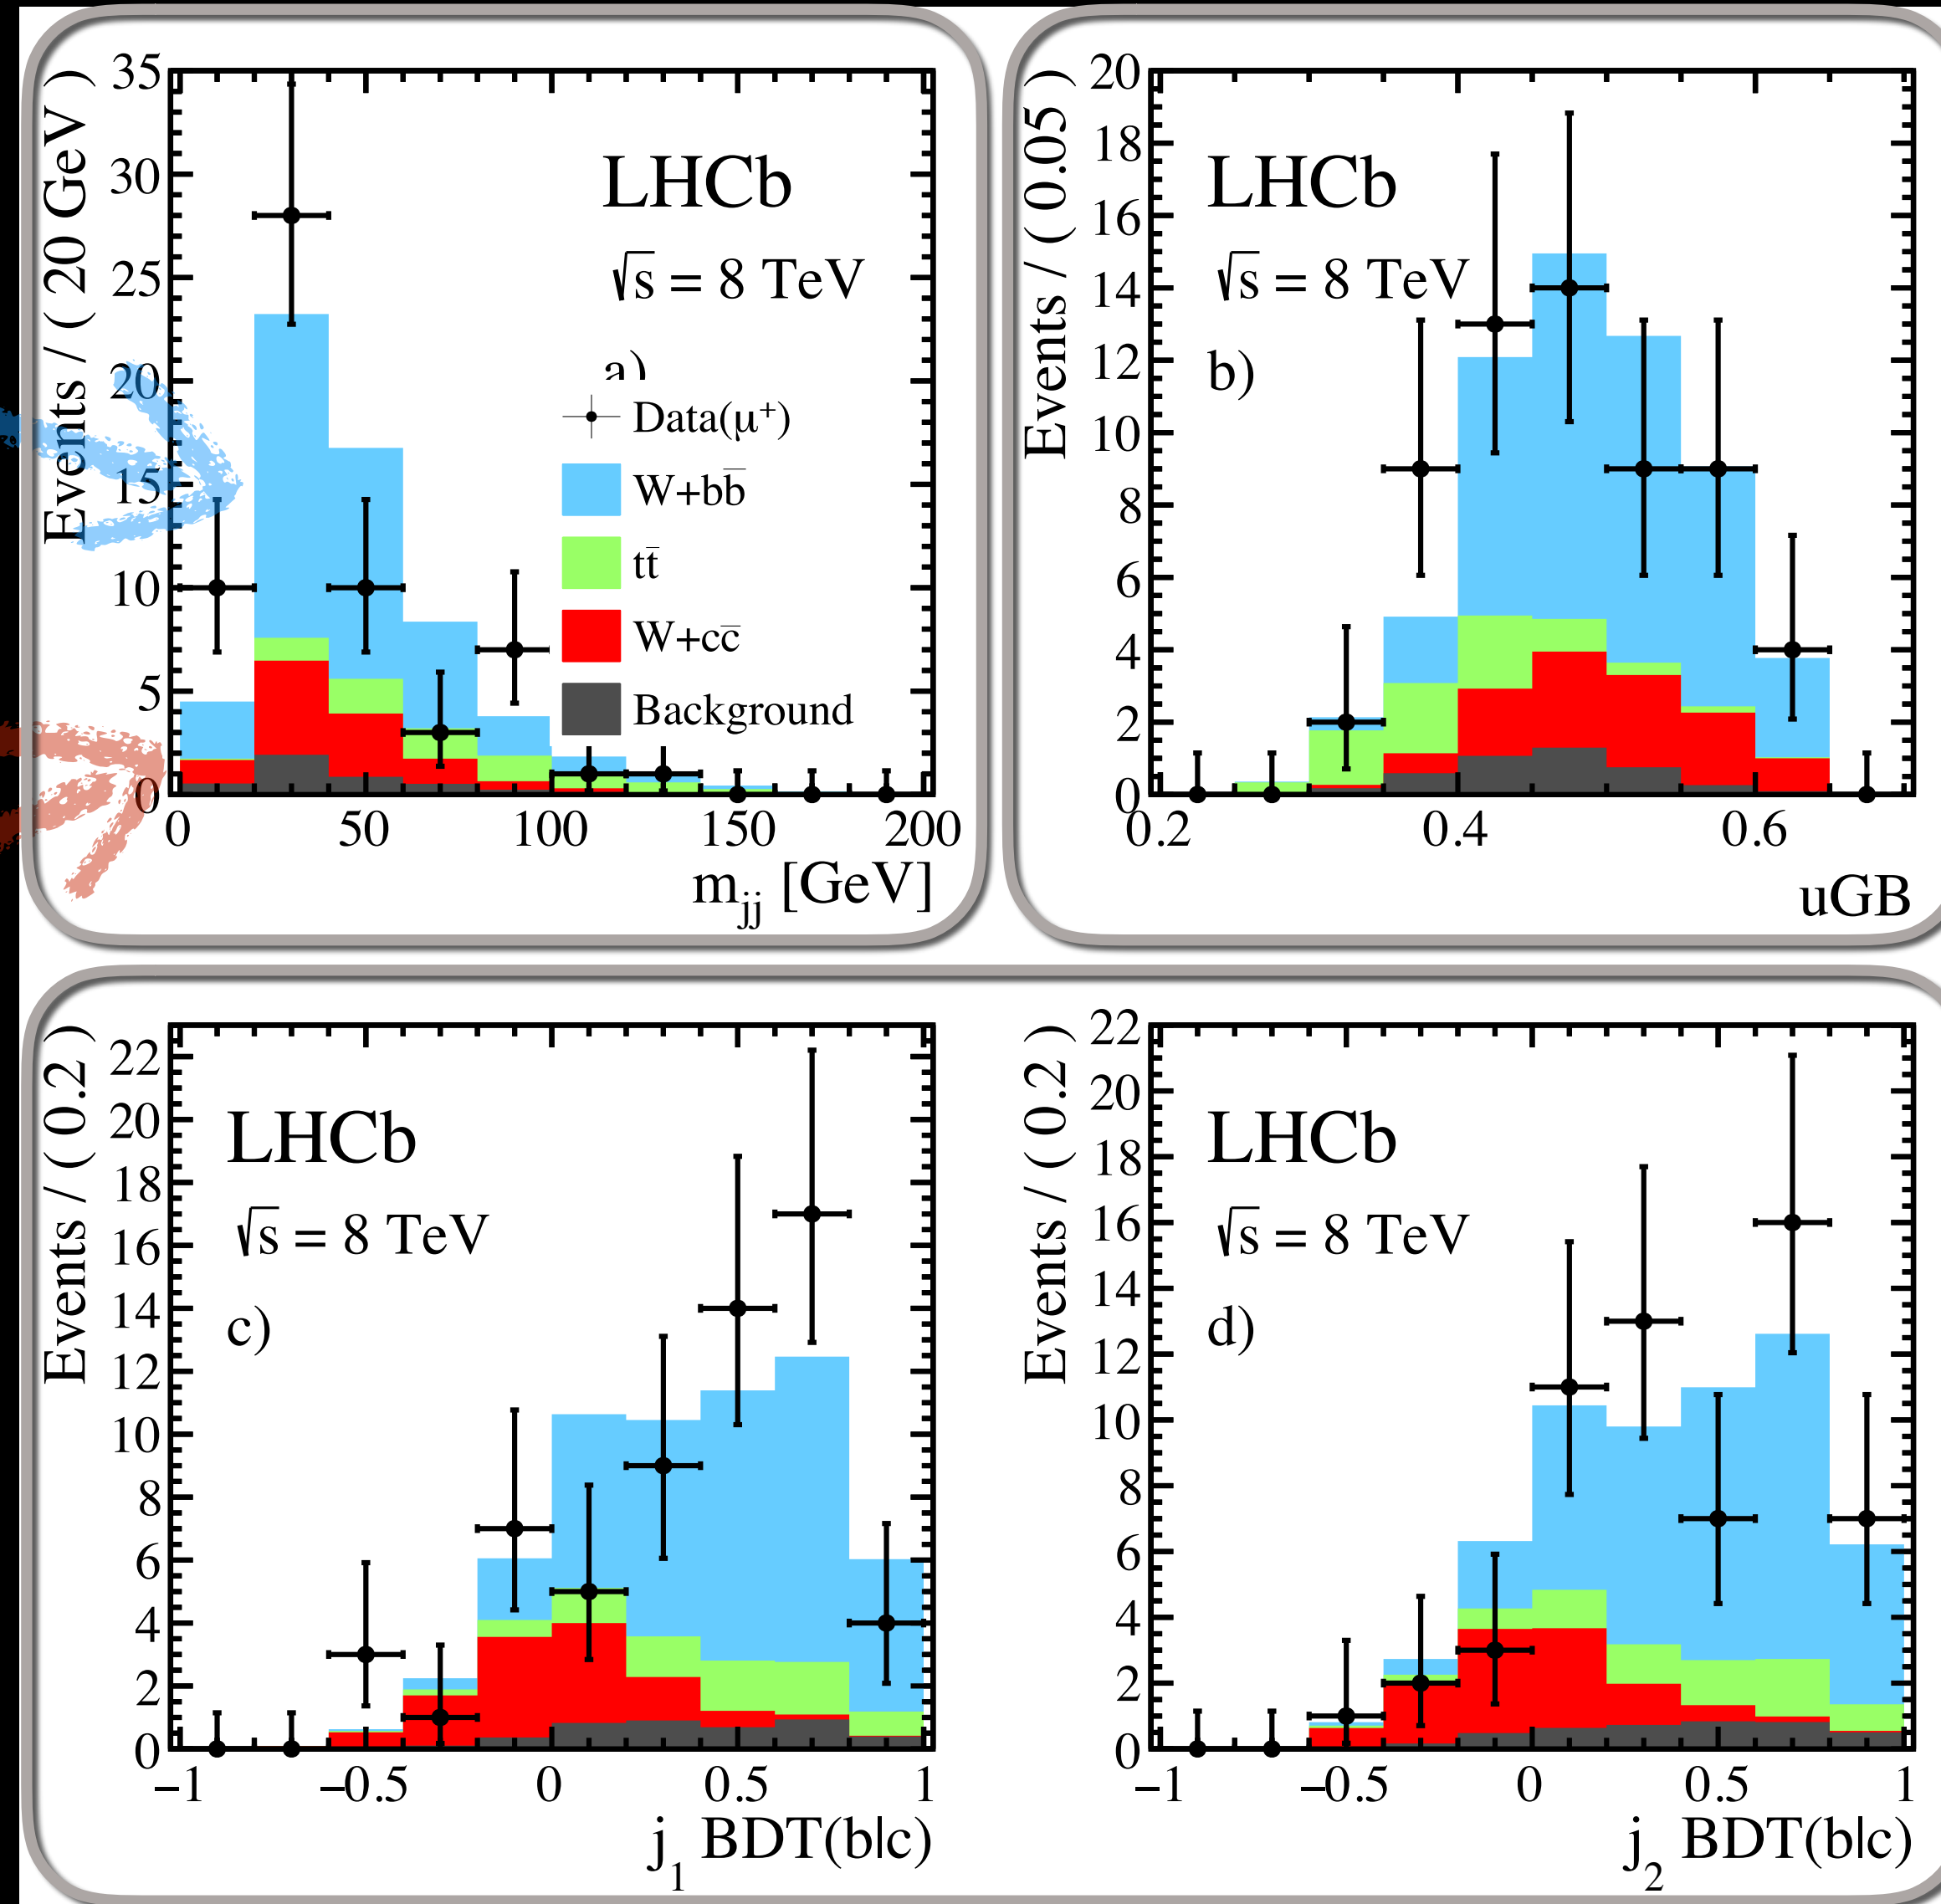 Events / ( 20 GeV )
35
30
25
20
15
10
5
0
LHCb
√s = 8 TeV
a)
Data(μ⁺)
W+bb̅
tt̅
W+cc̅
Background
0 50 100 150 200
m_jj [GeV]
Events / ( 0.05 )
20
18
16
14
12
10
8
6
4
2
0
LHCb
√s = 8 TeV
b)
0.2 0.4 0.6
uGB
Events / ( 0.2 )
22
20
18
16
14
12
10
8
6
4
2
0
LHCb
√s = 8 TeV
c)
−1 −0.5 0 0.5 1
j₁ BDT(b|c)
Events / ( 0.2 )
22
20
18
16
14
12
10
8
6
4
2
0
LHCb
√s = 8 TeV
d)
−1 −0.5 0 0.5 1
j₂ BDT(b|c)